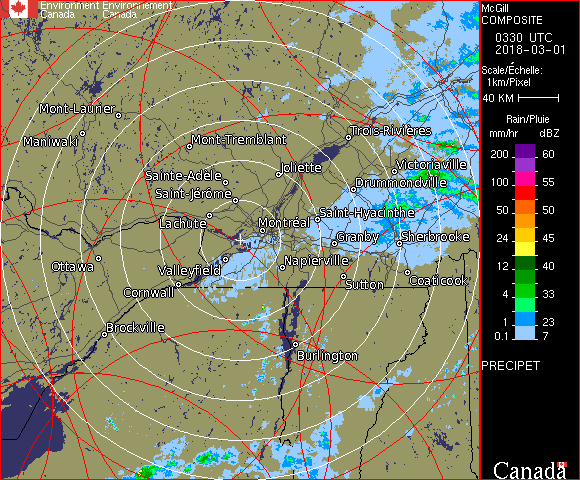 Environment Environnement
Canada Canada
McGill
COMPOSITE
0330 UTC
2018-03-01
Scale/Échelle:
1km/Pixel
40 KM
Rain/Pluie
mm/hr dBZ
200 60
100 55
50 50
24 45
12 40
4 33
1 23
0.1 7
PRECIPET
Canada
Mont-Laurier
Maniwaki
Mont-Tremblant
Trois-Rivières
Sainte-Adèle
Joliette
Victoriaville
Saint-Jérôme
Drummondville
Lachute
Montréal
Saint-Hyacinthe
Granby
Sherbrooke
Ottawa
Valleyfield
Napierville
Cornwall
Sutton
Coaticook
Brockville
Burlington